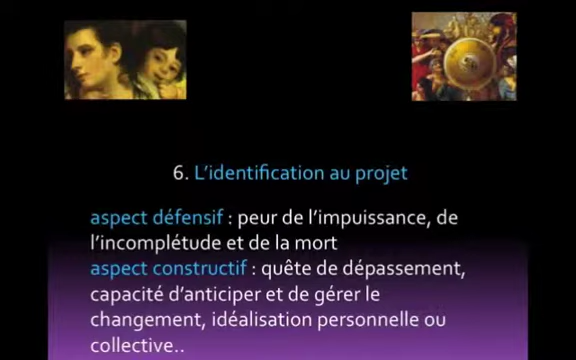 6. L'identification au projet
aspect défensif : peur de l'impuissance, de
l'incomplétude et de la mort
aspect constructif : quête de dépassement,
capacité d'anticiper et de gérer le
changement, idéalisation personnelle ou
collective..